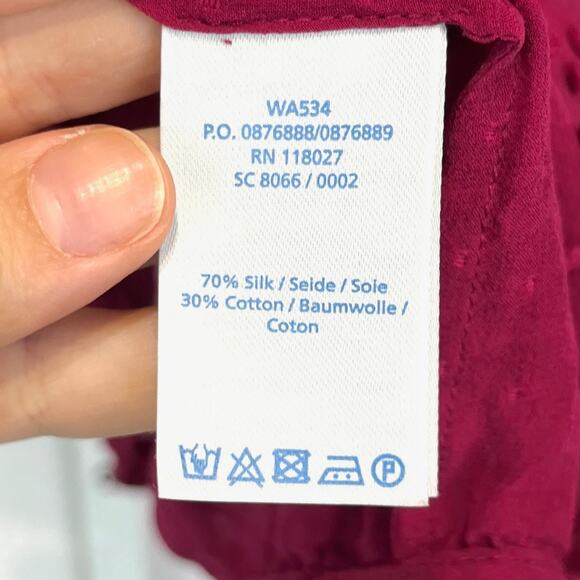 WA534
P.O. 0876888/0876889
RN 118027
SC 8066 / 0002
70% Silk / Seide / Soie
30% Cotton / Baumwolle /
Coton
P